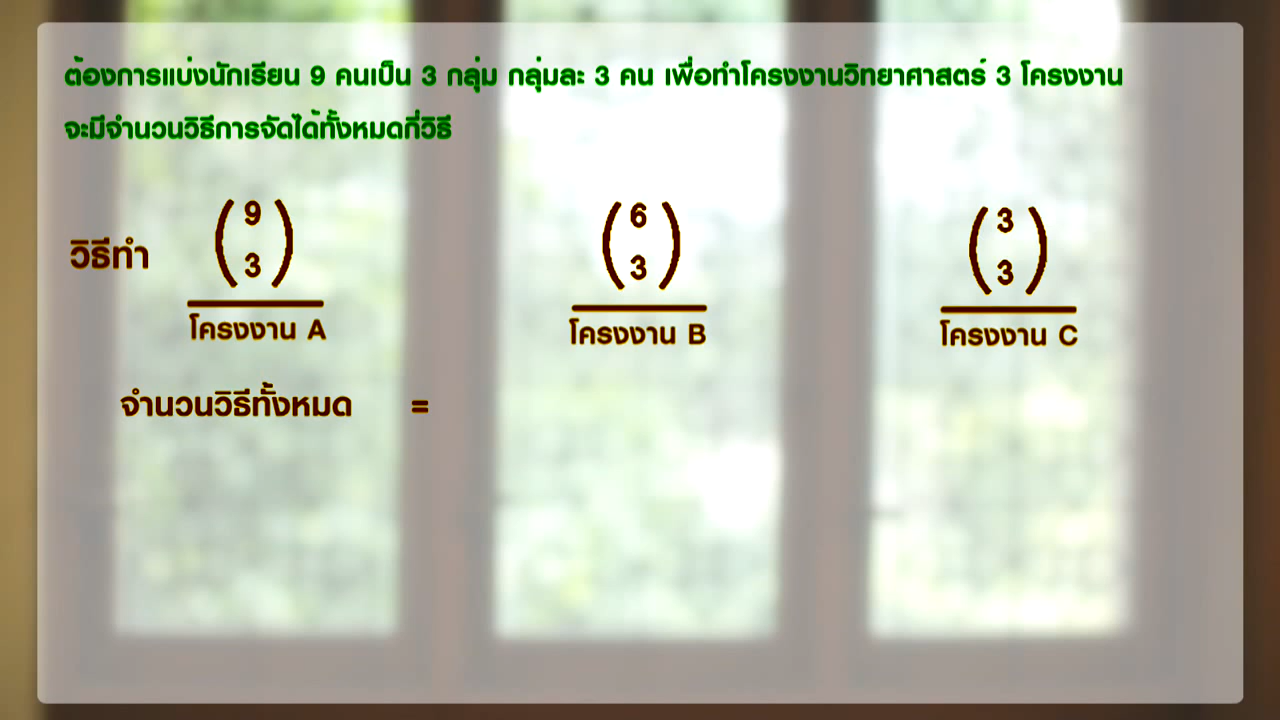 ต้องการแบ่งนักเรียน 9 คนเป็น 3 กลุ่ม กลุ่มละ 3 คน เพื่อทำโครงงานวิทยาศาสตร์ 3 โครงงาน
จะมีจำนวนวิธีการจัดได้ทั้งหมดกี่วิธี
9 6 3
วิธีทำ ( ) ( ) ( )
3 3 3
โครงงาน A โครงงาน B โครงงาน C
จำนวนวิธีทั้งหมด =